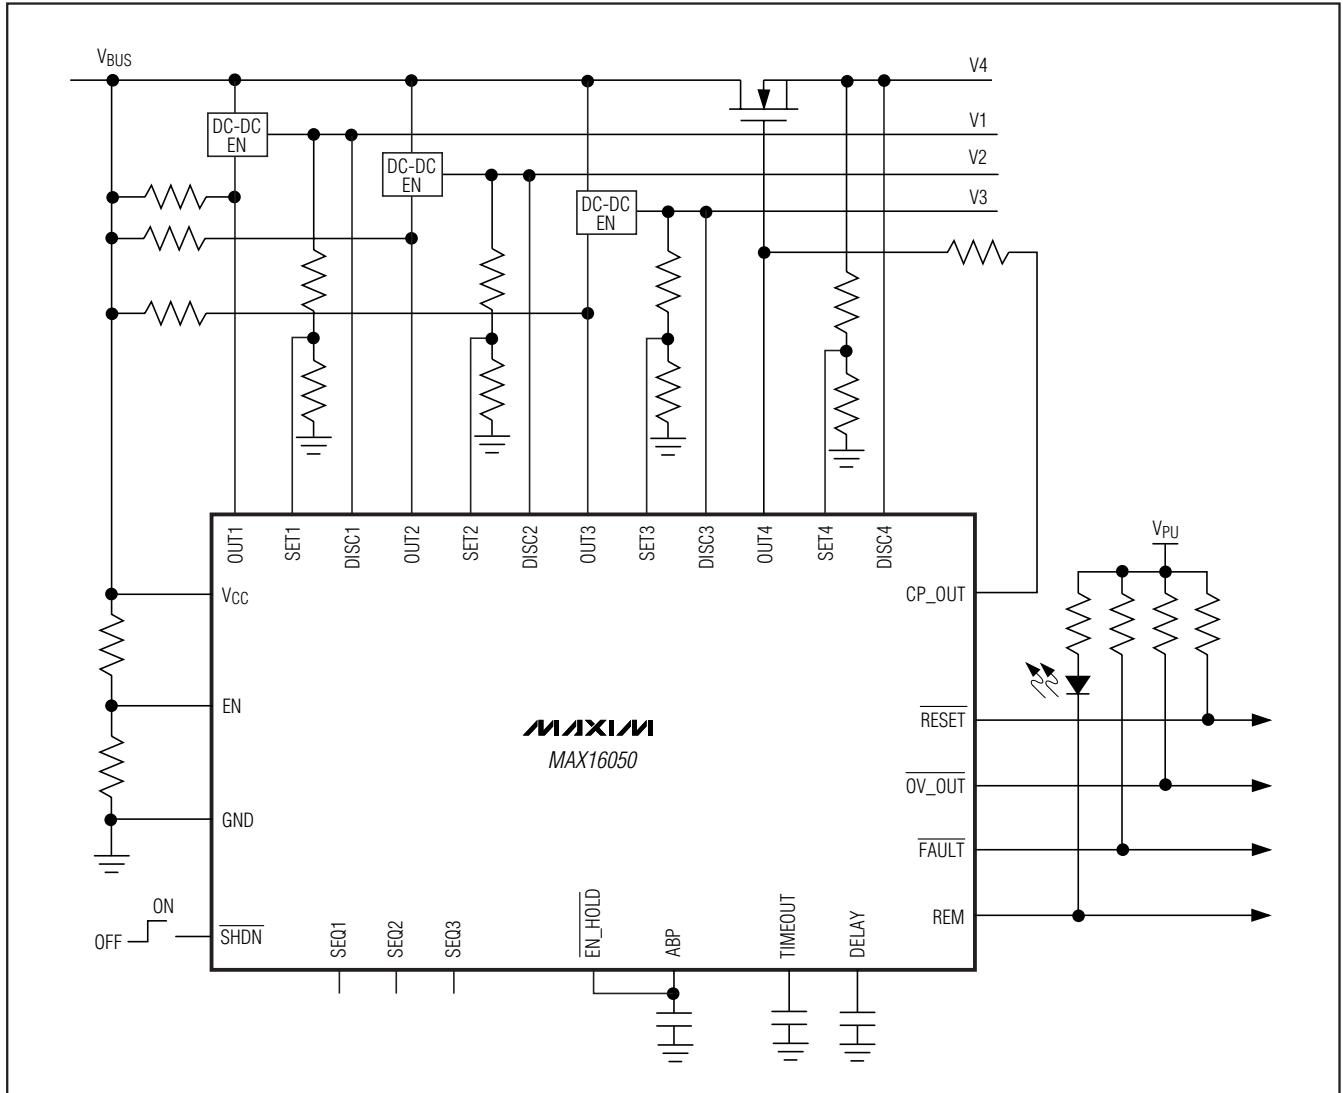 VBUS
V4
DC-DC
EN
V1
DC-DC
EN
V2
DC-DC
EN
V3
OUT1
SET1
DISC1
OUT2
SET2
DISC2
OUT3
SET3
DISC3
OUT4
SET4
DISC4
VPU
VCC
CP_OUT
EN
RESET
MAXIM
MAX16050
OV_OUT
GND
FAULT
ON
OFF
SHDN
REM
SEQ1
SEQ2
SEQ3
EN_HOLD
ABP
TIMEOUT
DELAY